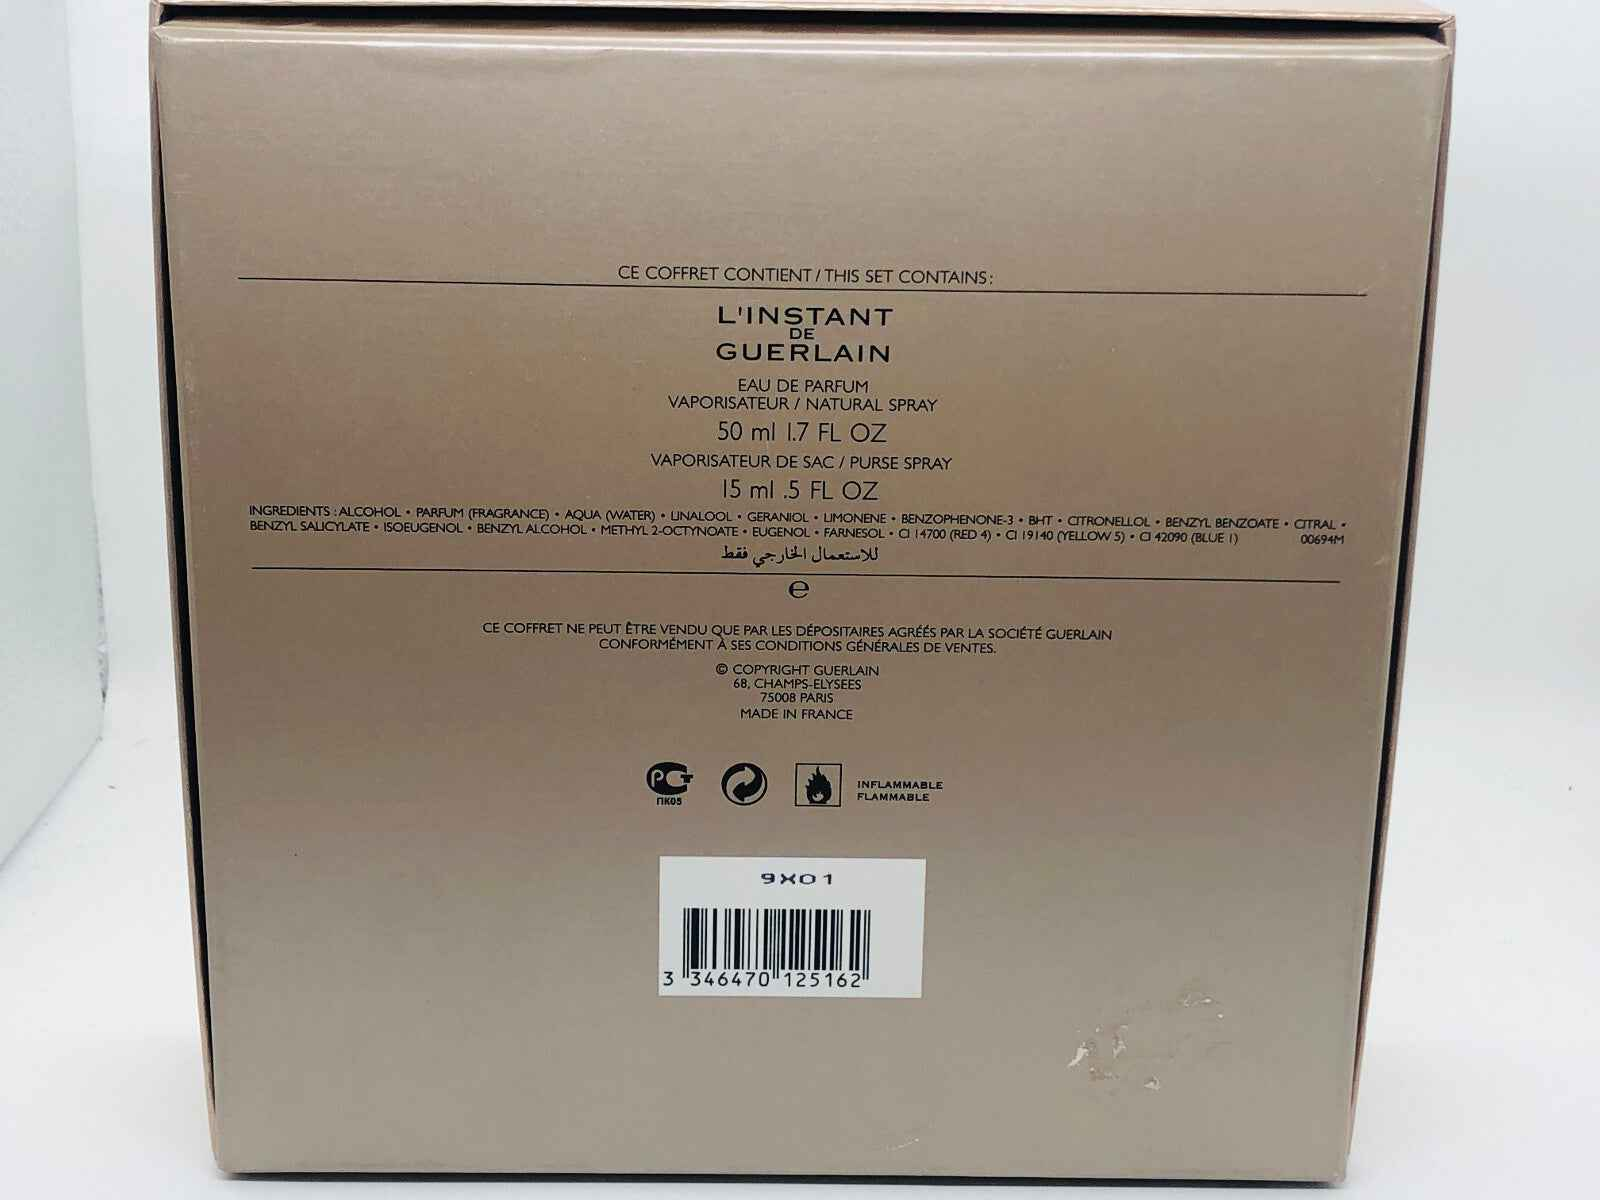 CE COFFRET CONTIENT / THIS SET CONTAINS :
L'INSTANT
DE
GUERLAIN
EAU DE PARFUM
VAPORISATEUR / NATURAL SPRAY
50 ml 1.7 FL OZ
VAPORISATEUR DE SAC / PURSE SPRAY
15 ml .5 FL OZ
INGREDIENTS : ALCOHOL • PARFUM (FRAGRANCE) • AQUA (WATER) • LINALOOL • GERANIOL • LIMONENE • BENZOPHENONE-3 • BHT • CITRONELLOL • BENZYL BENZOATE • CITRAL •
BENZYL SALICYLATE • ISOEUGENOL • BENZYL ALCOHOL • METHYL 2-OCTYNOATE • EUGENOL • FARNESOL • CI 14700 (RED 4) • CI 19140 (YELLOW 5) • CI 42090 (BLUE 1) 00694M
للاستعمال الخارجي فقط
e
CE COFFRET NE PEUT ÊTRE VENDU QUE PAR LES DÉPOSITAIRES AGRÉÉS PAR LA SOCIÉTÉ GUERLAIN
CONFORMÉMENT À SES CONDITIONS GÉNÉRALES DE VENTES.
© COPYRIGHT GUERLAIN
68, CHAMPS-ELYSEES
75008 PARIS
MADE IN FRANCE
РСТ
ПК05
INFLAMMABLE
FLAMMABLE
9X01
3 346470 125162